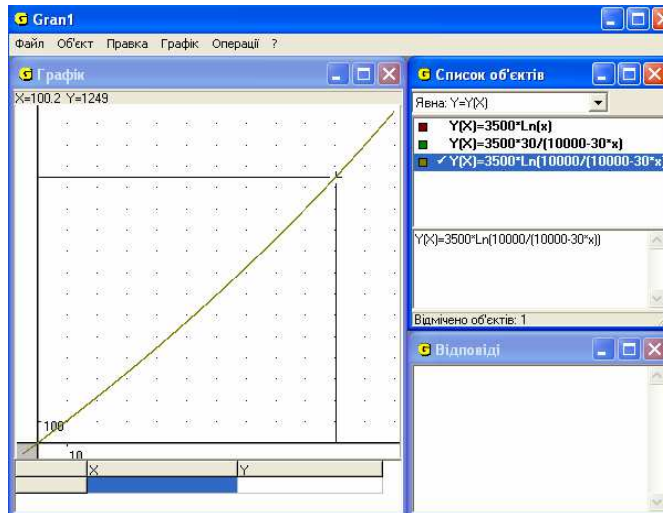 Gran1
Файл Об'єкт Правка Графік Операції ?
Графік
X=100.2 Y=1249
100
10
X Y
Список об'єктів
Явна: Y=Y(X)
Y(X)=3500*Ln(x)
Y(X)=3500*30/(10000-30*x)
Y(X)=3500*Ln(10000/(10000-30*x
Y(X)=3500*Ln(10000/(10000-30*x))
Відмічено об'єктів: 1
Відповіді